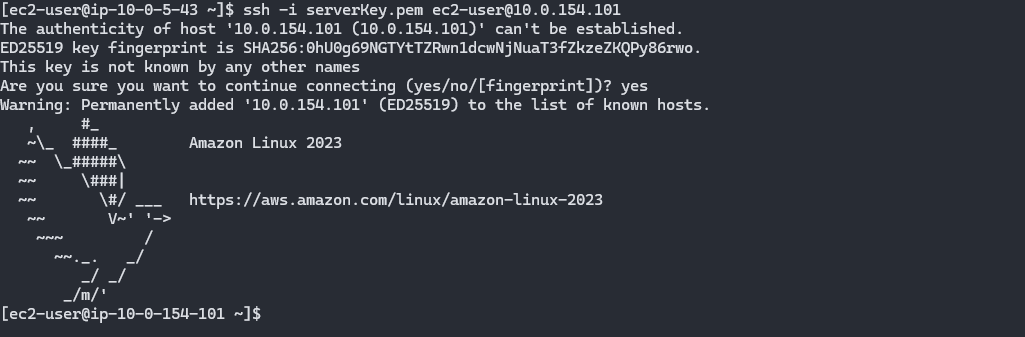 [ec2-user@ip-10-0-5-43 ~]$ ssh -i serverKey.pem ec2-user@10.0.154.101
The authenticity of host '10.0.154.101 (10.0.154.101)' can't be established.
ED25519 key fingerprint is SHA256:0hU0g69NGTYtTZRwn1dcwNjNuaT3fZkzeZKQPy86rwo.
This key is not known by any other names
Are you sure you want to continue connecting (yes/no/[fingerprint])? yes
Warning: Permanently added '10.0.154.101' (ED25519) to the list of known hosts.
   ,     #_
   ~\_  ####_        Amazon Linux 2023
  ~~  \_#####\
  ~~     \###|
  ~~       \#/ ___   https://aws.amazon.com/linux/amazon-linux-2023
   ~~       V~' '->
    ~~~         /
      ~~._.   _/
         _/ _/
       _/m/'
[ec2-user@ip-10-0-154-101 ~]$